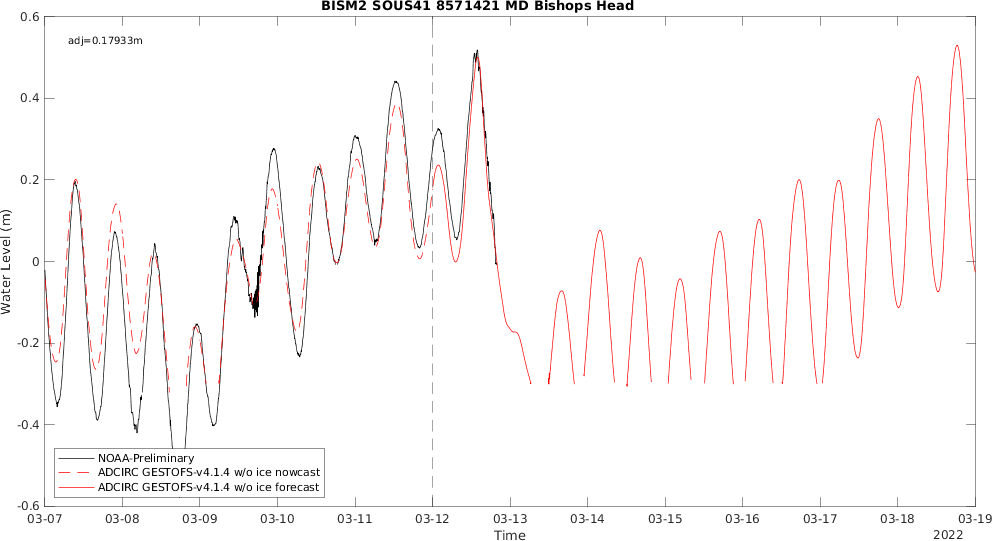 BISM2 SOUS41 8571421 MD Bishops Head
adj=0.17933m
0.6
0.4
0.2
0
-0.2
-0.4
-0.6
Water Level (m)
NOAA-Preliminary
ADCIRC GESTOFS-v4.1.4 w/o ice nowcast
ADCIRC GESTOFS-v4.1.4 w/o ice forecast
03-07 03-08 03-09 03-10 03-11 03-12 03-13 03-14 03-15 03-16 03-17 03-18 03-19
Time
2022